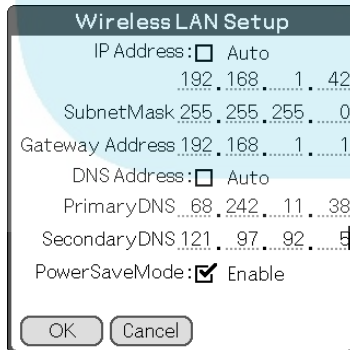 Wireless LAN Setup
IP Address: Auto
192.168.1.42
SubnetMask 255.255.255.0
Gateway Address 192.168.1.1
DNS Address: Auto
PrimaryDNS 68.242.11.38
SecondaryDNS 121.97.92.5
PowerSaveMode: Enable
OK Cancel